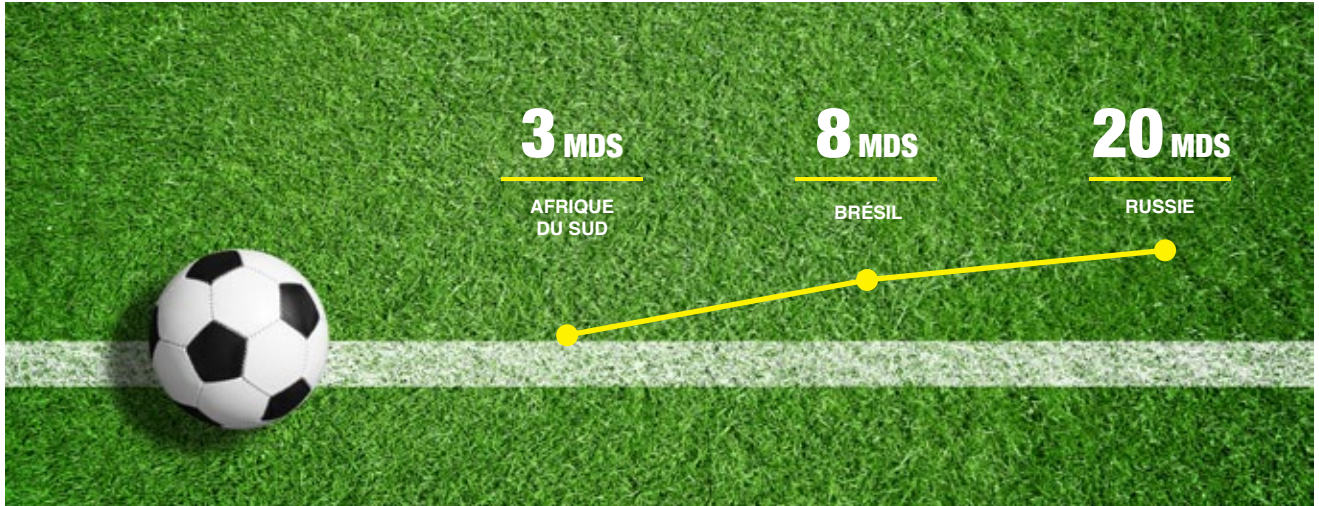 3 MDS
AFRIQUE
DU SUD
8 MDS
BRÉSIL
20 MDS
RUSSIE